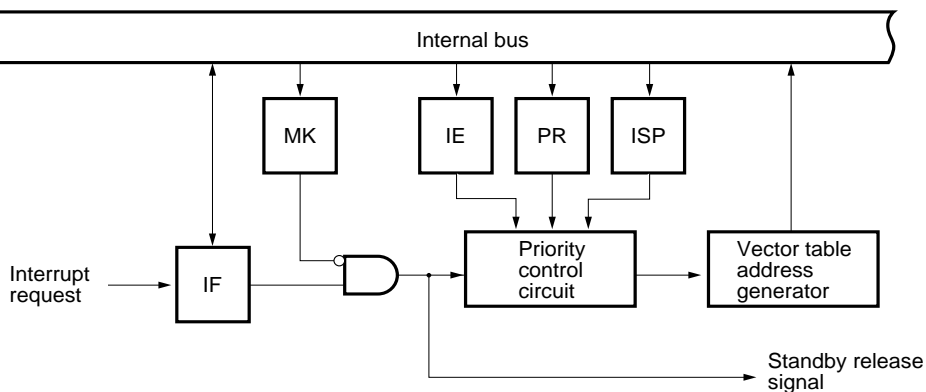 Internal bus
MK
IE
PR
ISP
Interrupt
request
IF
Priority
control
circuit
Vector table
address
generator
Standby release
signal